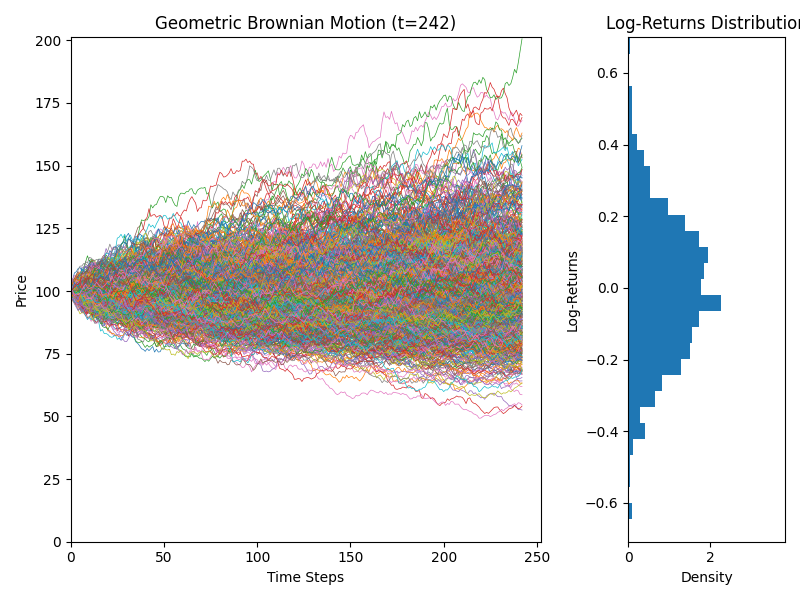 Geometric Brownian Motion (t=242)
Log-Returns Distribution
200
175
150
125
100
75
50
25
0
Price
0 50 100 150 200 250
Time Steps
0.6
0.4
0.2
0.0
−0.2
−0.4
−0.6
Log-Returns
0 2
Density